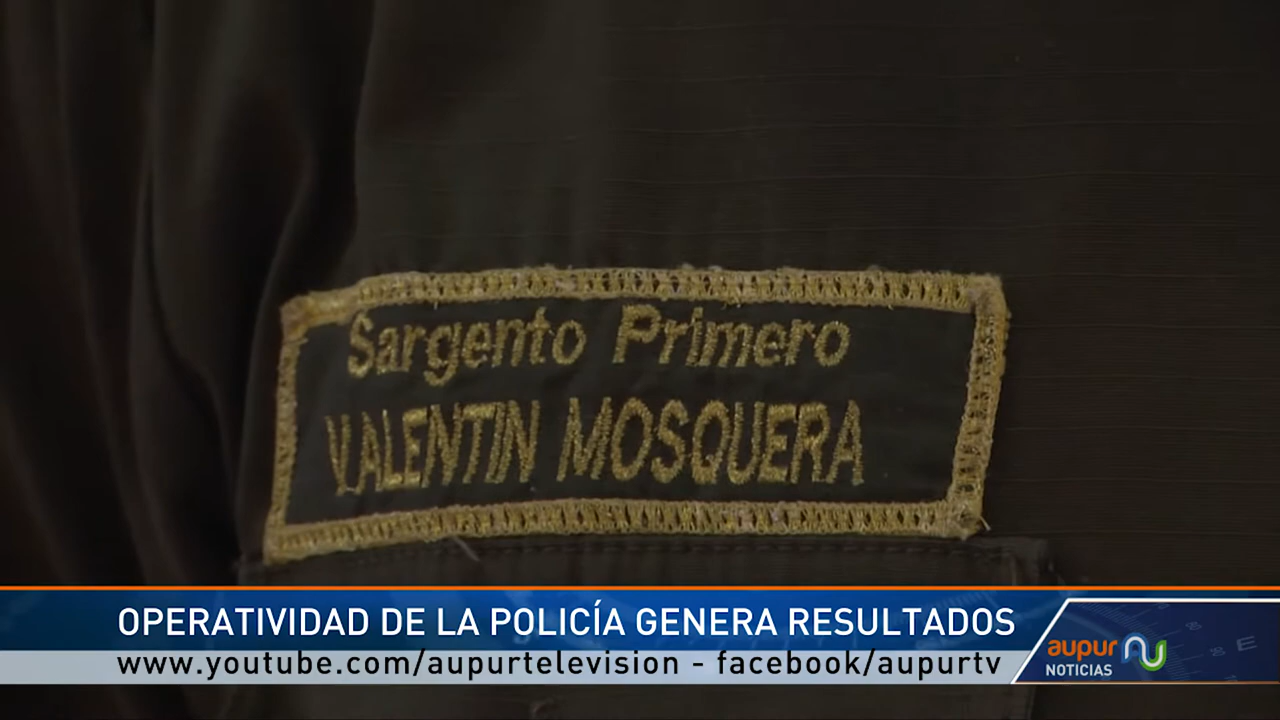 Sargento Primero
VALENTIN MOSQUERA
OPERATIVIDAD DE LA POLICÍA GENERA RESULTADOS
www.youtube.com/aupurtelevision - facebook/aupurtv
aupur
NOTICIAS